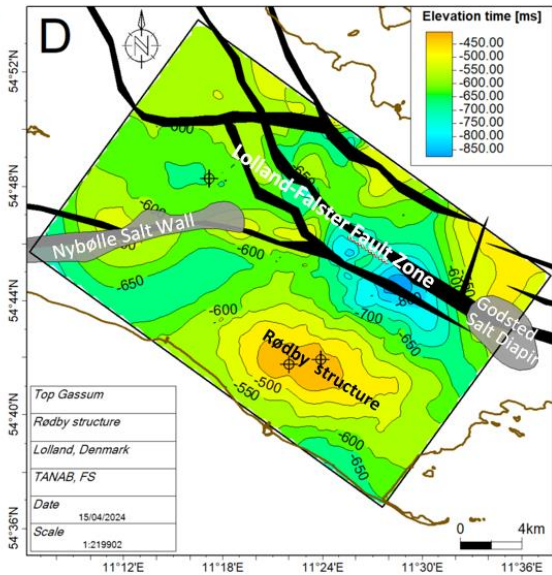 D
N
Elevation time [ms]
-450.00
-500.00
-550.00
-600.00
-650.00
-700.00
-750.00
-800.00
-850.00
54°52'N
54°48'N
54°44'N
54°40'N
54°36'N
-600
-650
Lolland-Falster Fault Zone
Nybølle Salt Wall
-600
-600
-600
-650
-800
-700
-650
-600
Godsted
Salt Diapir
Rødby structure
-500
-550
-600
-650
Top Gassum
Rødby structure
Lolland, Denmark
TANAB, FS
Date
15/04/2024
Scale
1:219902
0 4km
11°12'E 11°18'E 11°24'E 11°30'E 11°36'E